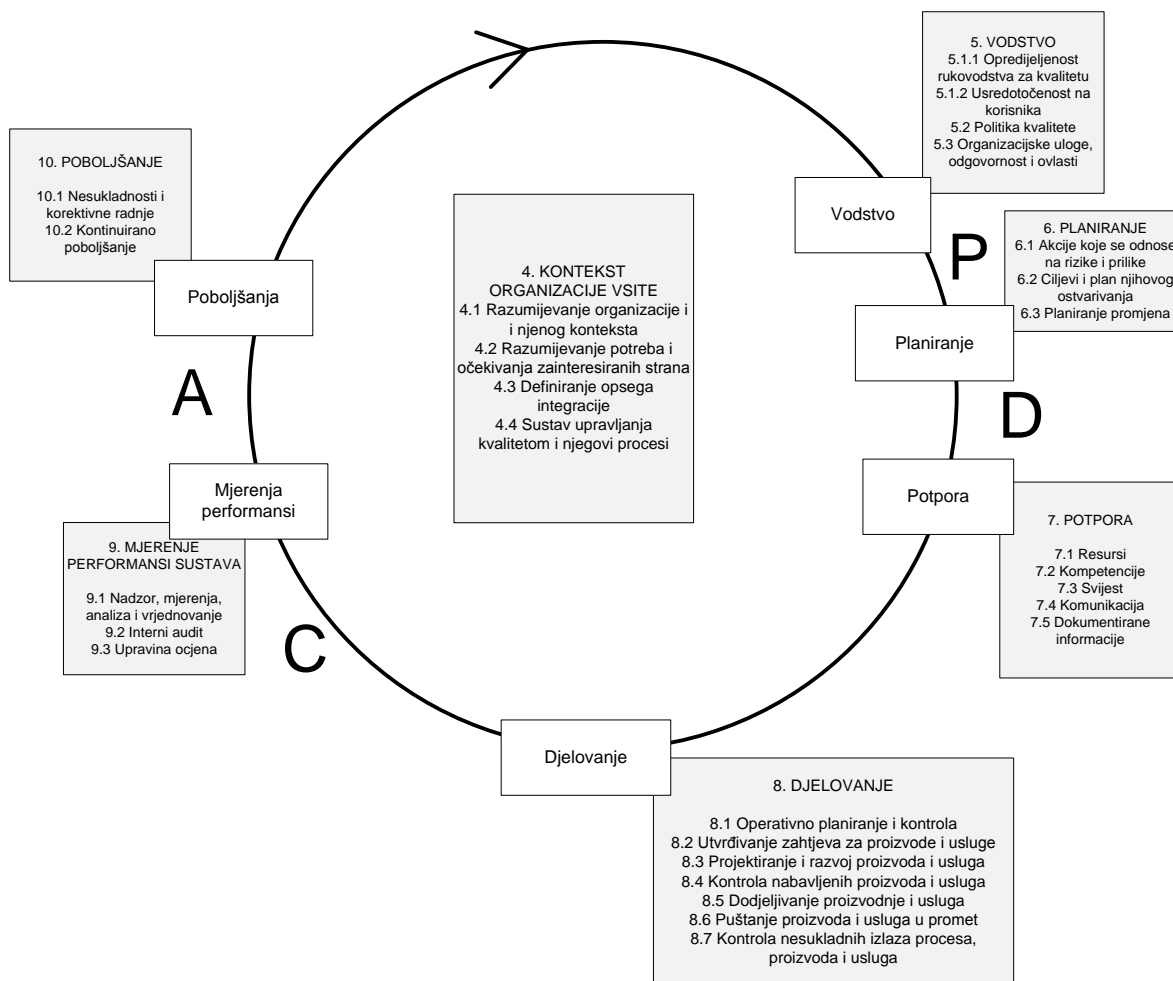 5. VODSTVO
5.1.1 Opredijeljenost
rukovodstva za kvalitetu
5.1.2 Usredotočenost na
korisnika
5.2 Politika kvalitete
5.3 Organizacijske uloge,
odgovornost i ovlasti
Vodstvo
P
6. PLANIRANJE
6.1 Akcije koje se odnose
na rizike i prilike
6.2 Ciljevi i plan njihovog
ostvarivanja
6.3 Planiranje promjena
Planiranje
D
Potpora
7. POTPORA
7.1 Resursi
7.2 Kompetencije
7.3 Svijest
7.4 Komunikacija
7.5 Dokumentirane
informacije
4. KONTEKST
ORGANIZACIJE VSITE
4.1 Razumijevanje organizacije i
i njenog konteksta
4.2 Razumijevanje potreba i
očekivanja zainteresiranih strana
4.3 Definiranje opsega
integracije
4.4 Sustav upravljanja
kvalitetom i njegovi procesi
Djelovanje
8. DJELOVANJE
8.1 Operativno planiranje i kontrola
8.2 Utvrđivanje zahtjeva za proizvode i usluge
8.3 Projektiranje i razvoj proizvoda i usluga
8.4 Kontrola nabavljenih proizvoda i usluga
8.5 Dodjeljivanje proizvodnje i usluga
8.6 Puštanje proizvoda i usluga u promet
8.7 Kontrola nesukladnih izlaza procesa,
proizvoda i usluga
C
Mjerenja
performansi
9. MJERENJE
PERFORMANSI SUSTAVA
9.1 Nadzor, mjerenja,
analiza i vrjednovanje
9.2 Interni audit
9.3 Upravina ocjena
A
Poboljšanja
10. POBOLJŠANJE
10.1 Nesukladnosti i
korektivne radnje
10.2 Kontinuirano
poboljšanje